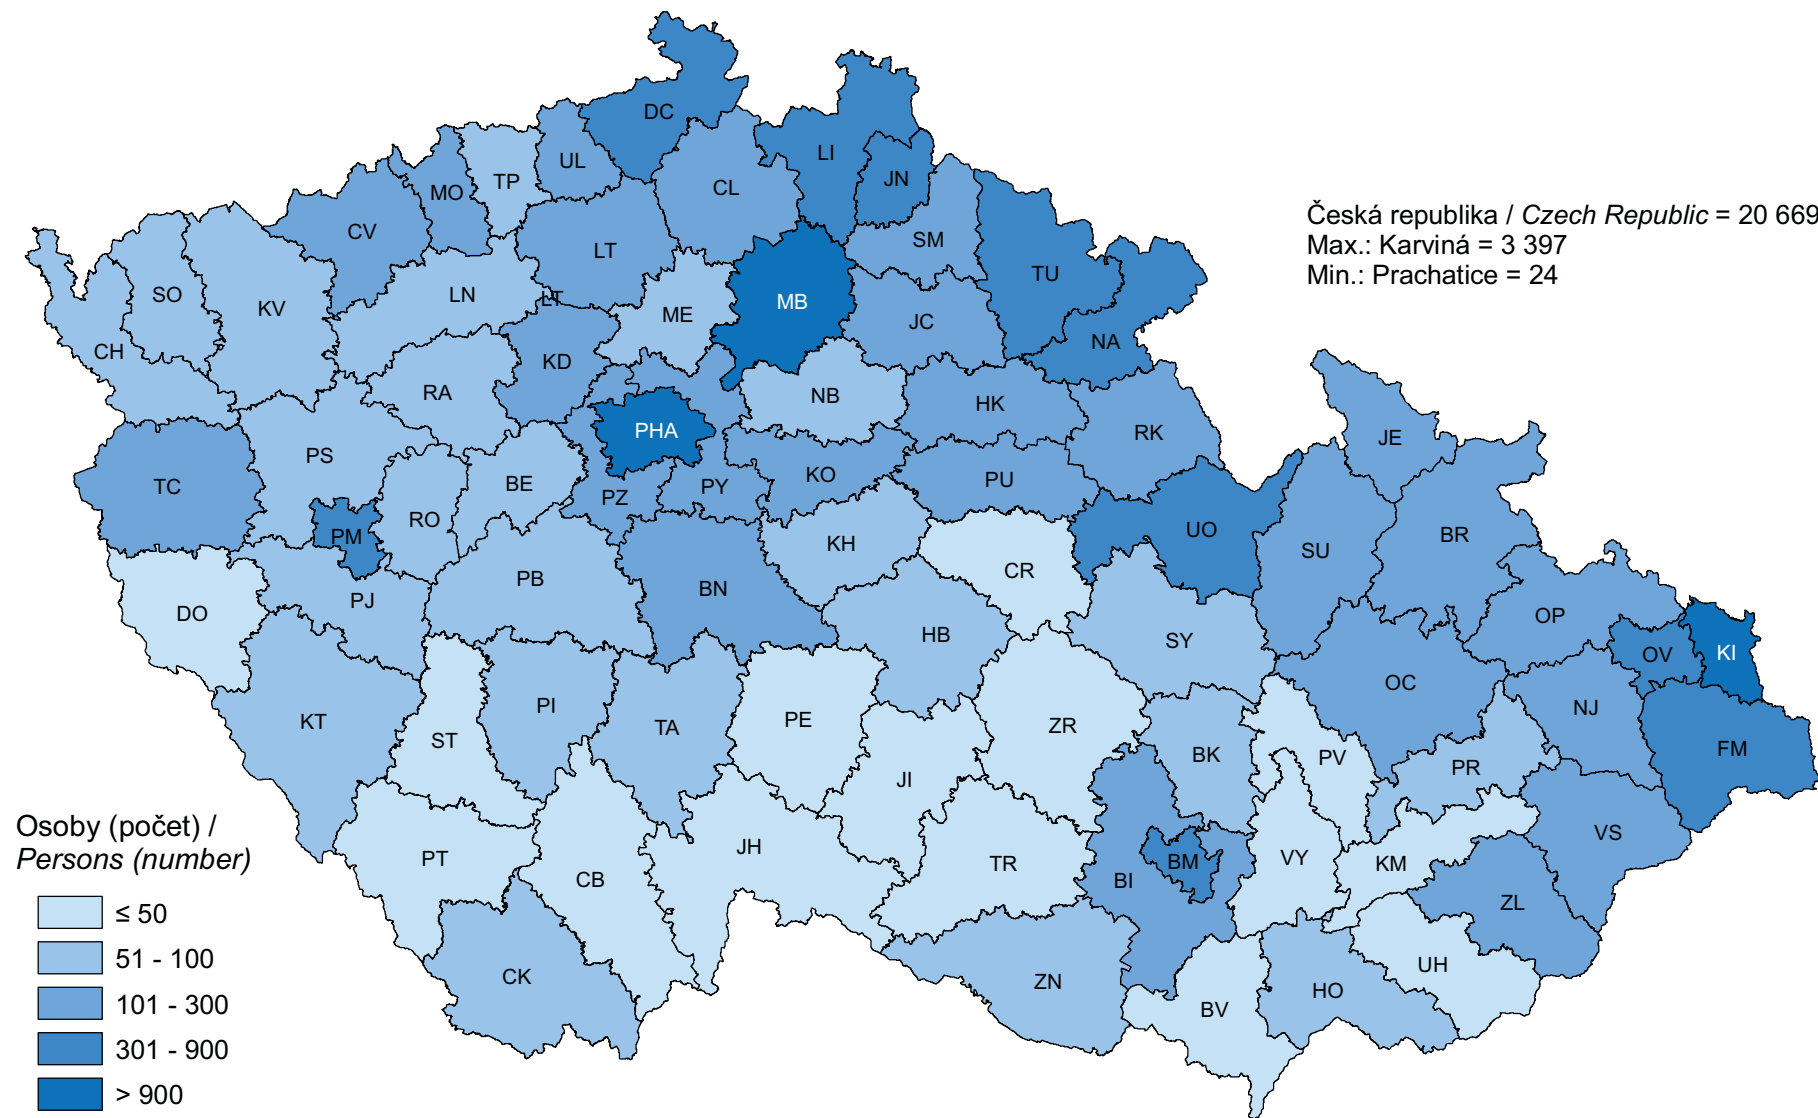 DC
LI
UL
JN
TP
CL
MO
CV
SM
LT
TU
SO
LN
LT
MB
KV
ME
JC
CH
NA
KD
RA
NB
HK
PHA
RK
JE
PS
BE
KO
PU
TC
PZ
PY
RO
PM
UO
BR
KH
SU
CR
PB
BN
PJ
DO
OP
HB
SY
OV
KI
OC
PI
KT
TA
PE
ZR
NJ
ST
BK
PV
FM
PR
JI
VS
JH
PT
TR
BM
VY
KM
CB
BI
ZL
UH
CK
ZN
HO
BV
Česká republika / Czech Republic = 20 669
Max.: Karviná = 3 397
Min.: Prachatice = 24
Osoby (počet) /
Persons (number)
≤ 50
51 - 100
101 - 300
301 - 900
> 900